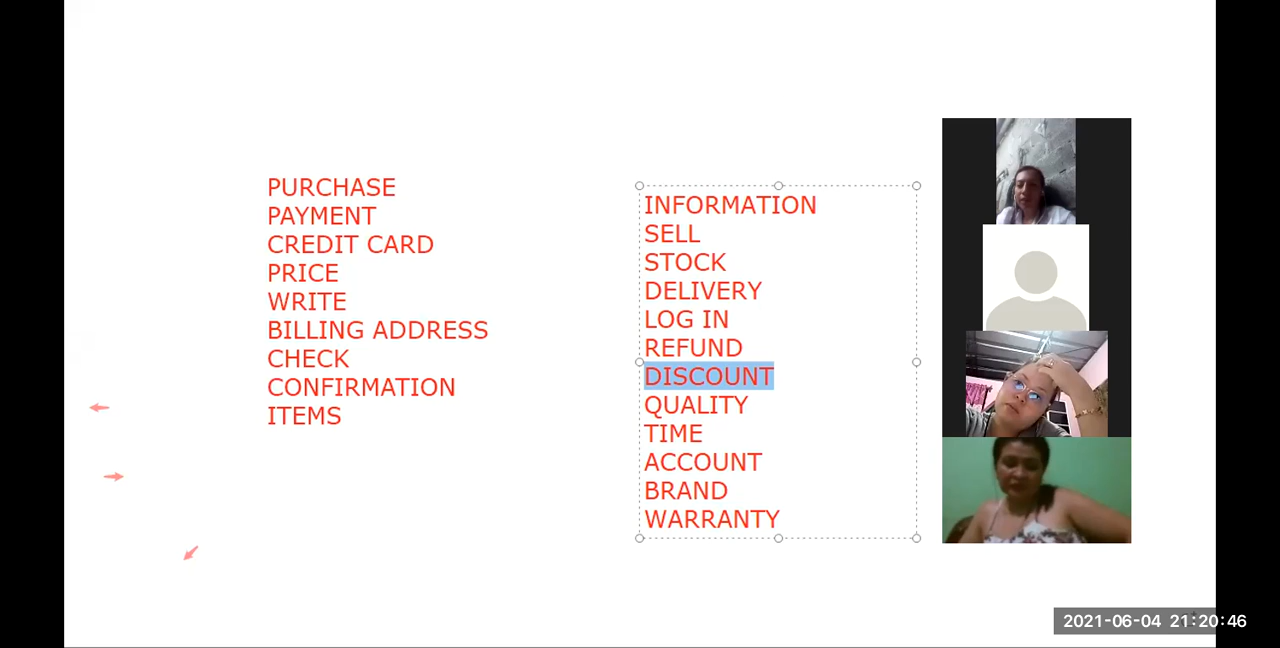 PURCHASE
PAYMENT
CREDIT CARD
PRICE
WRITE
BILLING ADDRESS
CHECK
CONFIRMATION
ITEMS
INFORMATION
SELL
STOCK
DELIVERY
LOG IN
REFUND
DISCOUNT
QUALITY
TIME
ACCOUNT
BRAND
WARRANTY
2021-06-04 21:20:46